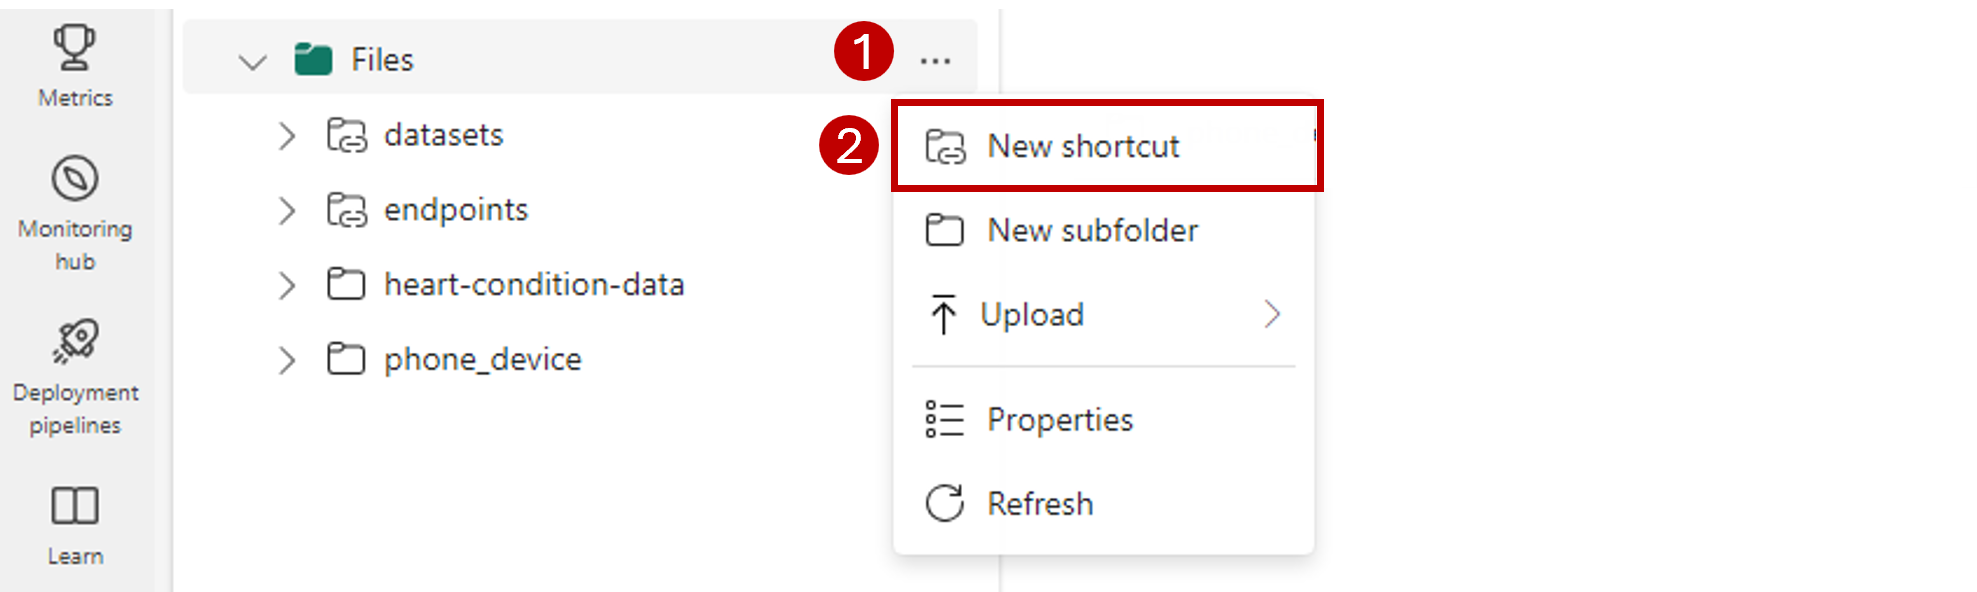 Metrics
Monitoring
hub
Deployment
pipelines
Learn
Files
1
...
datasets
endpoints
heart-condition-data
phone_device
2
New shortcut
New subfolder
Upload
Properties
Refresh